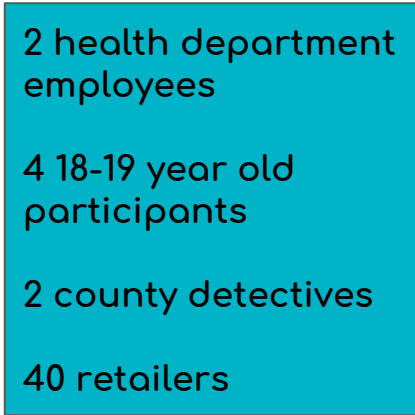 2 health department
employees
4 18-19 year old
participants
2 county detectives
40 retailers